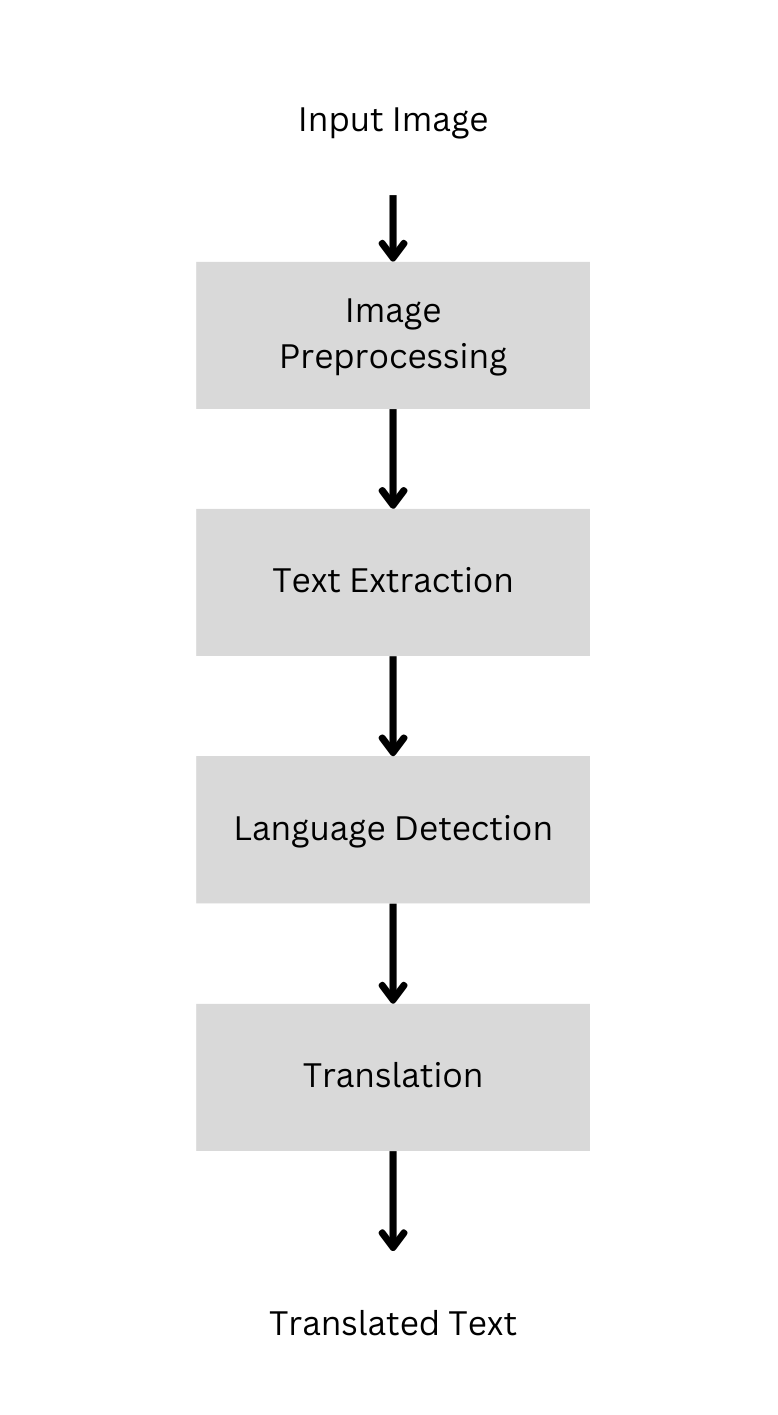 Input Image
Image
Preprocessing
Text Extraction
Language Detection
Translation
Translated Text